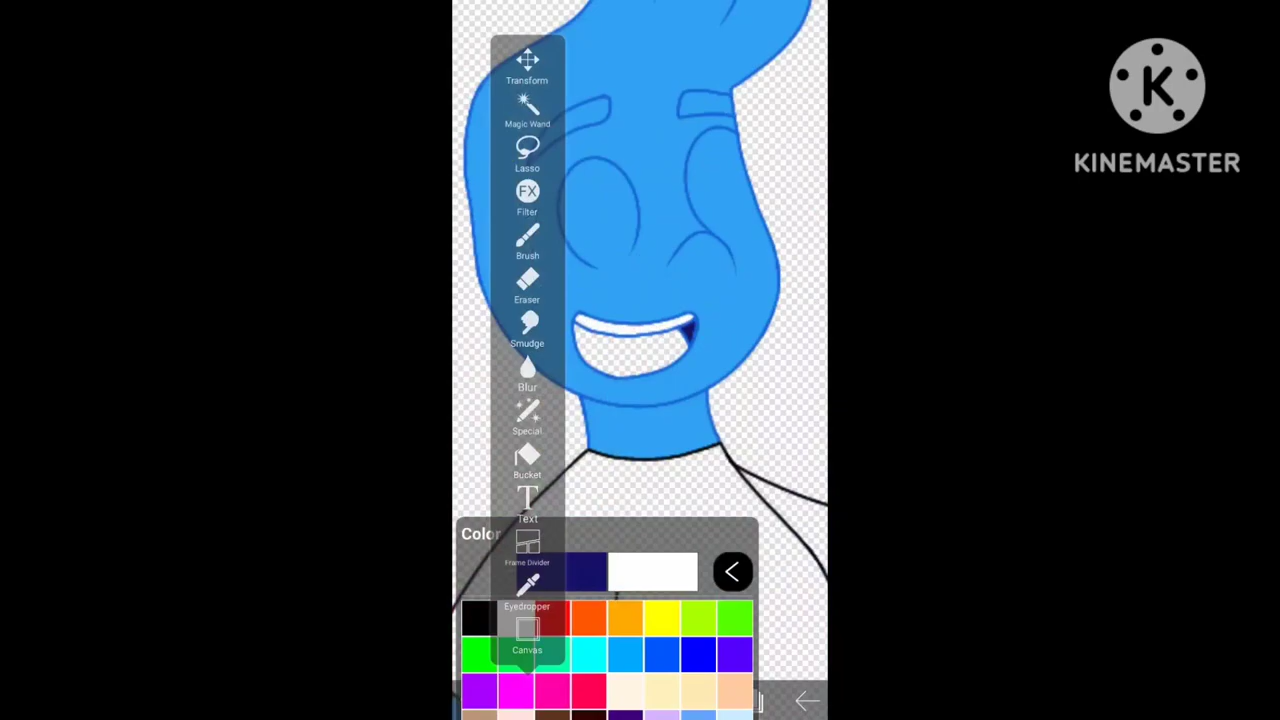 Transform
Magic Wand
Lasso
FX
Filter
Brush
Eraser
Smudge
Blur
Special
Bucket
T
Text
Color
Frame Divider
Eyedropper
Canvas
K
KINEMASTER